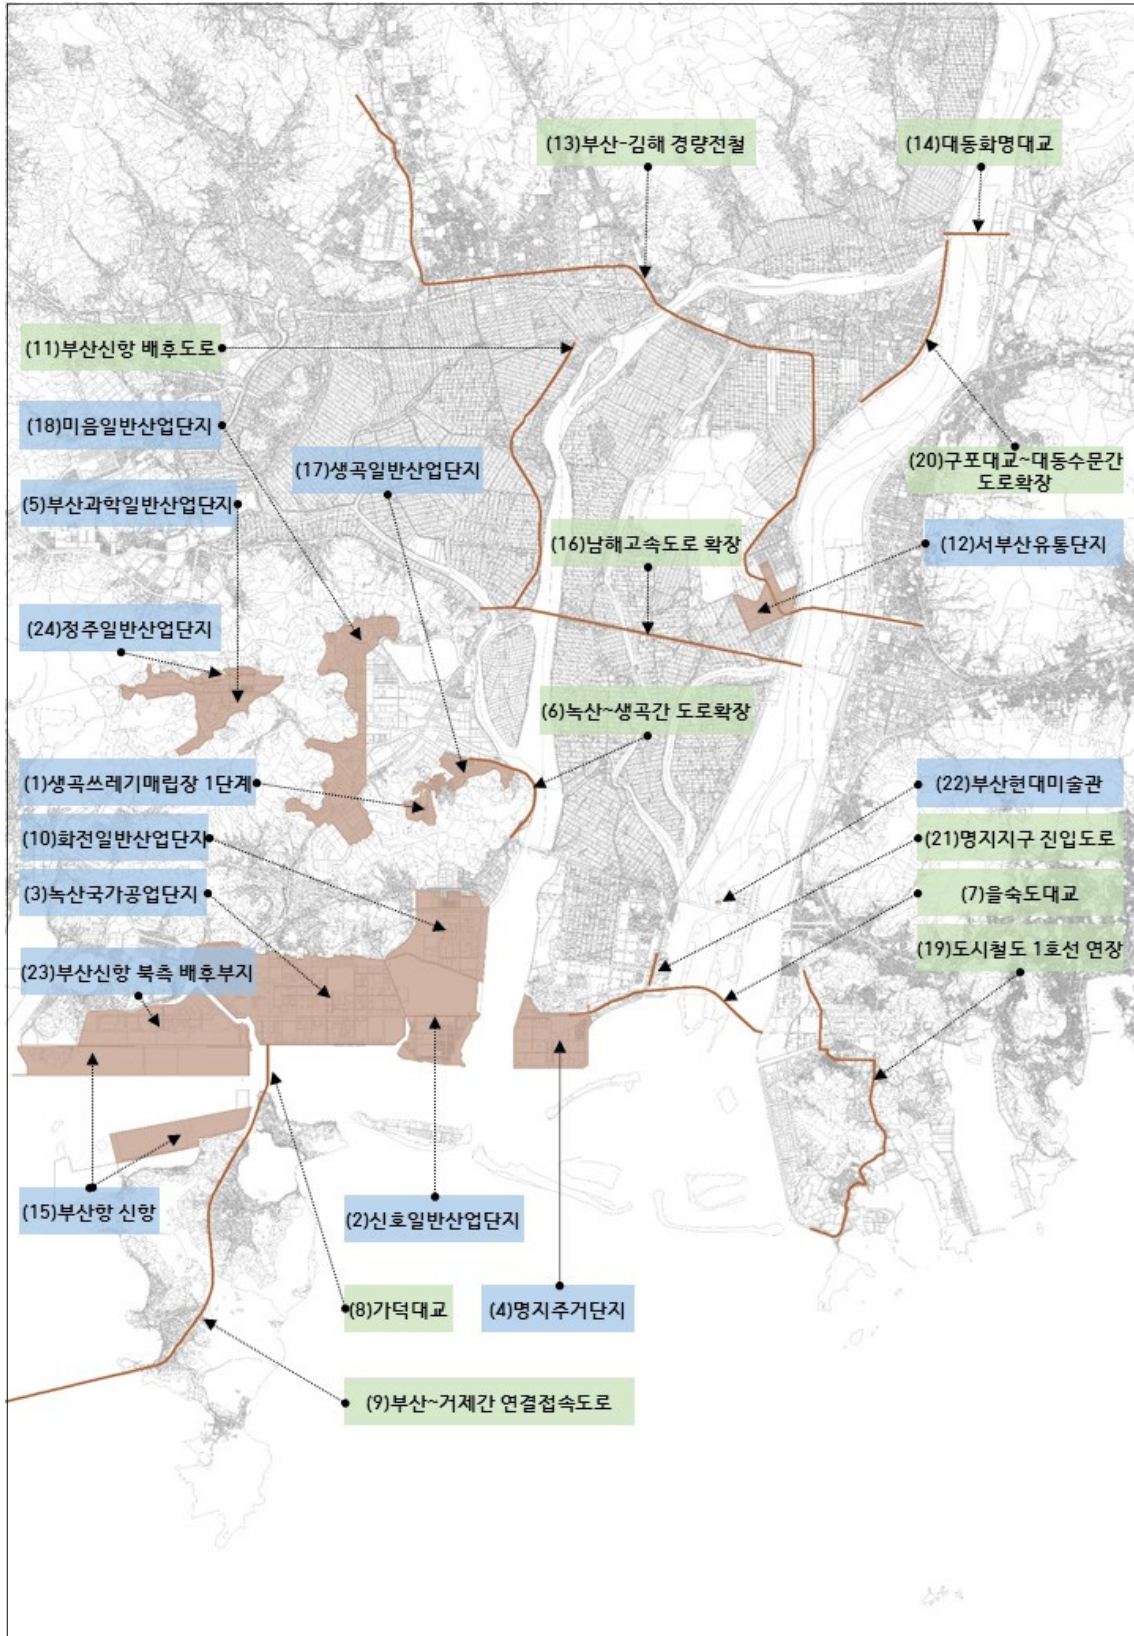 (13)부산-김해 경량전철
(14)대동화명대교
(11)부산신항 배후도로
(18)미음일반산업단지
(17)생곡일반산업단지
(20)구포대교~대동수문간
도로확장
(5)부산과학일반산업단지
(16)남해고속도로 확장
(12)서부산유통단지
(24)정주일반산업단지
(6)녹산~생곡간 도로확장
(1)생곡쓰레기매립장 1단계
(22)부산현대미술관
(10)화전일반산업단지
(21)명지지구 진입도로
(3)녹산국가공업단지
(7)을숙도대교
(19)도시철도 1호선 연장
(23)부산신항 북측 배후부지
(15)부산항 신항
(2)신호일반산업단지
(8)가덕대교
(4)명지주거단지
(9)부산~거제간 연결접속도로